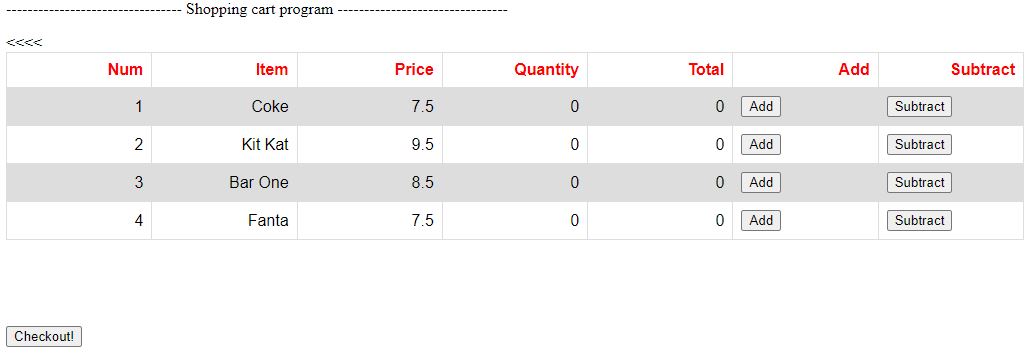 --------------------------------- Shopping cart program --------------------------------
<<<<
Num Item Price Quantity Total Add Subtract
1 Coke 7.5 0 0 Add Subtract
2 Kit Kat 9.5 0 0 Add Subtract
3 Bar One 8.5 0 0 Add Subtract
4 Fanta 7.5 0 0 Add Subtract
Checkout!